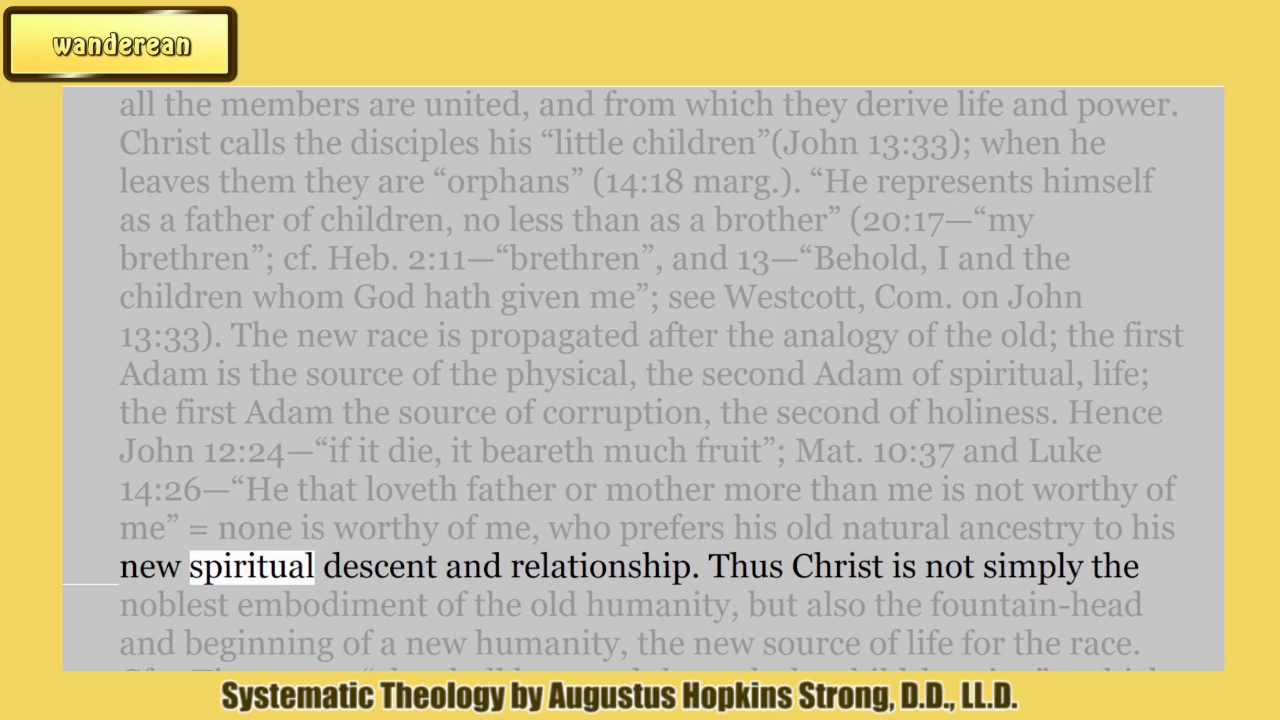 wanderean
all the members are united, and from which they derive life and power.
Christ calls the disciples his “little children”(John 13:33); when he
leaves them they are “orphans” (14:18 marg.). “He represents himself
as a father of children, no less than as a brother” (20:17—“my
brethren”; cf. Heb. 2:11—“brethren”, and 13—“Behold, I and the
children whom God hath given me”; see Westcott, Com. on John
13:33). The new race is propagated after the analogy of the old; the first
Adam is the source of the physical, the second Adam of spiritual, life;
the first Adam the source of corruption, the second of holiness. Hence
John 12:24—“if it die, it beareth much fruit”; Mat. 10:37 and Luke
14:26—“He that loveth father or mother more than me is not worthy of
me” = none is worthy of me, who prefers his old natural ancestry to his
new spiritual descent and relationship. Thus Christ is not simply the
noblest embodiment of the old humanity, but also the fountain-head
and beginning of a new humanity, the new source of life for the race.
Systematic Theology by Augustus Hopkins Strong, D.D., LL.D.